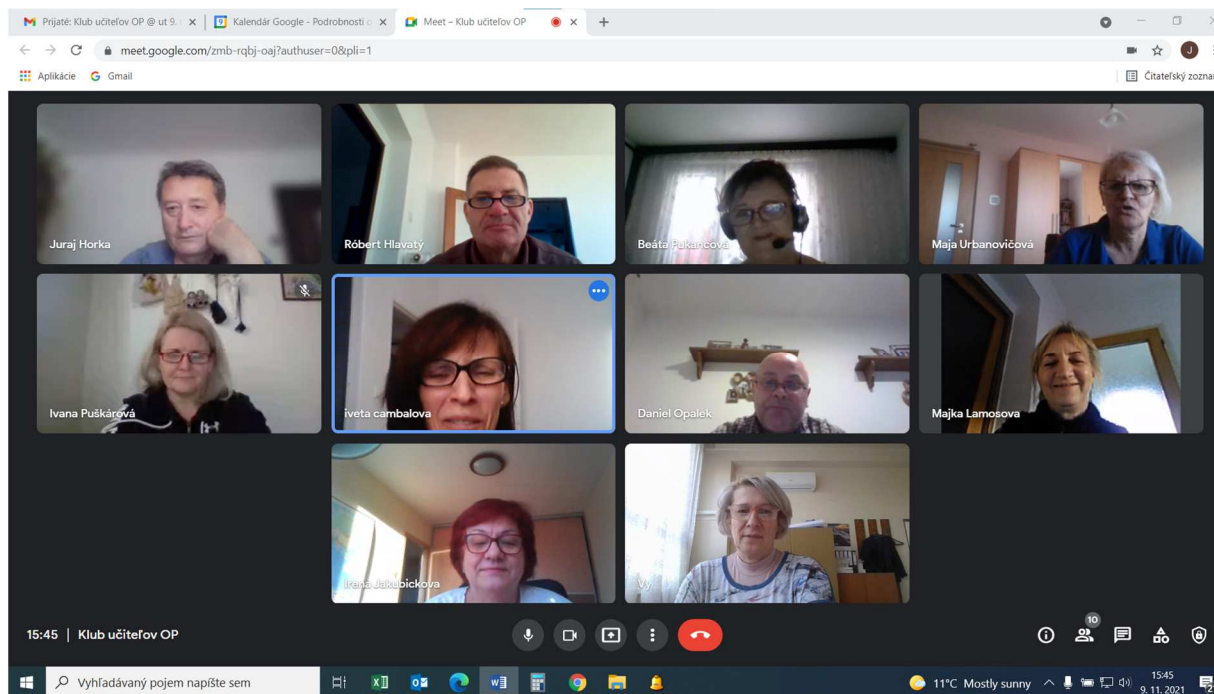 Prijaté: Klub učiteľov OP @ ut 9.
Kalendár Google - Podrobnosti o
Meet – Klub učiteľov OP
meet.google.com/zmb-rqbj-oaj?authuser=0&pli=1
J
Aplikácie
Gmail
Čitateľský zoznam
Juraj Horka
Róbert Hlavatý
Beáta Pukancová
Maja Urbanovičová
Ivana Puškárová
iveta cambalova
Daniel Opalek
Majka Lamosova
Irena Jakubickova
Vy
15:45 | Klub učiteľov OP
10
Vyhľadávaný pojem napíšte sem
11°C Mostly sunny
15:45
9. 11. 2021
2